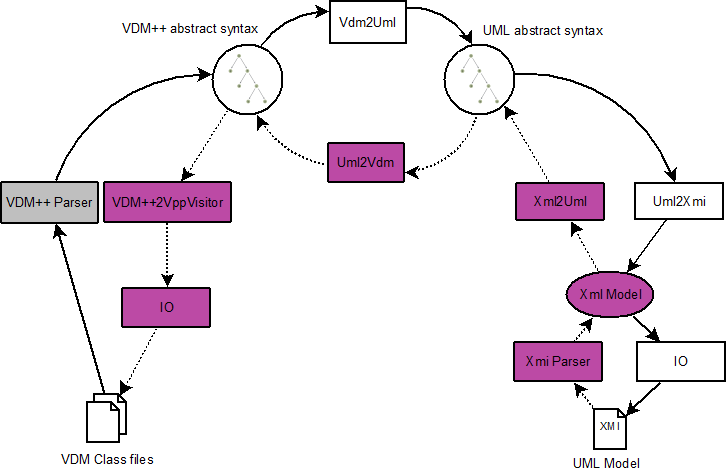 VDM++ abstract syntax
Vdm2Uml
UML abstract syntax
Uml2Vdm
VDM++ Parser
VDM++2VppVisitor
Xml2Uml
Uml2Xmi
IO
Xml Model
Xmi Parser
IO
XMI
VDM Class files
UML Model